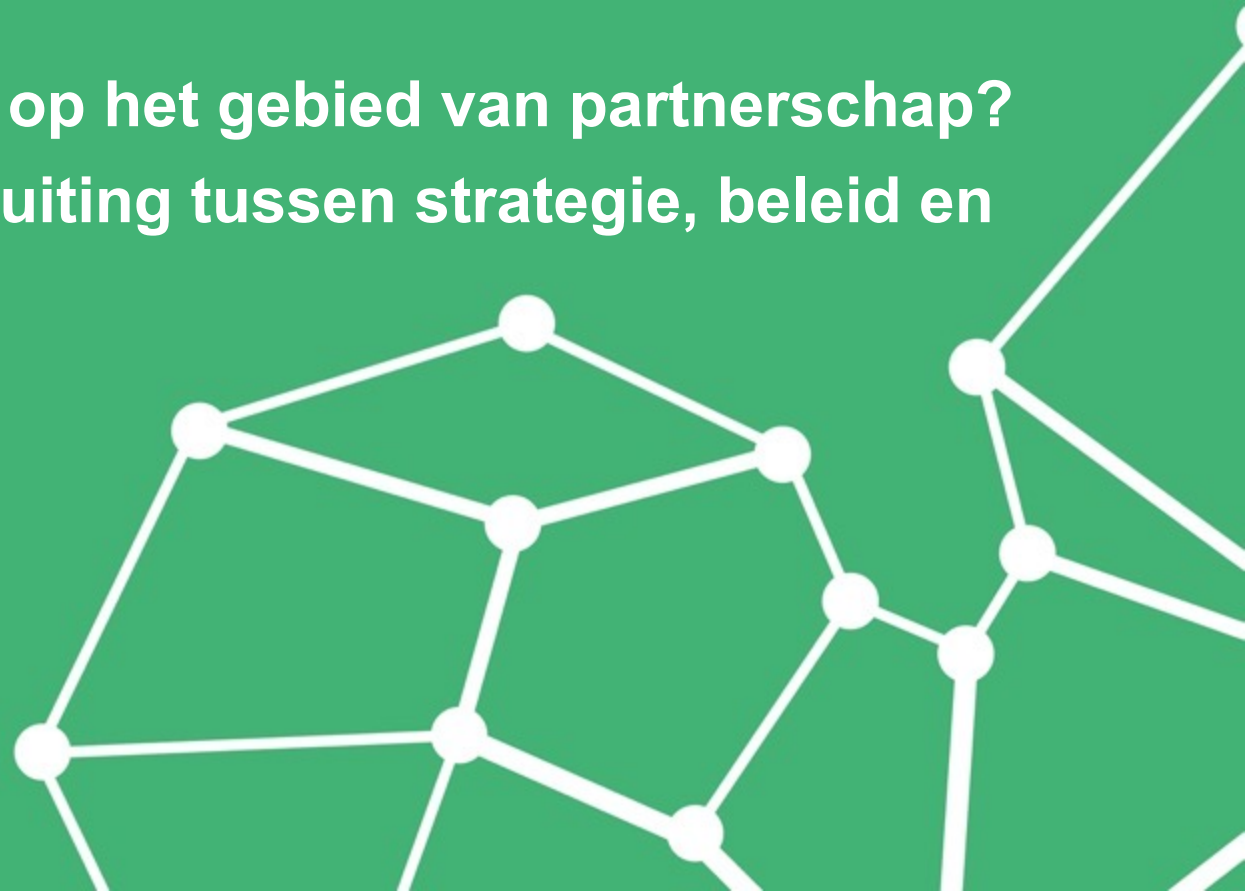 op het gebied van partnerschap?
uiting tussen strategie, beleid en